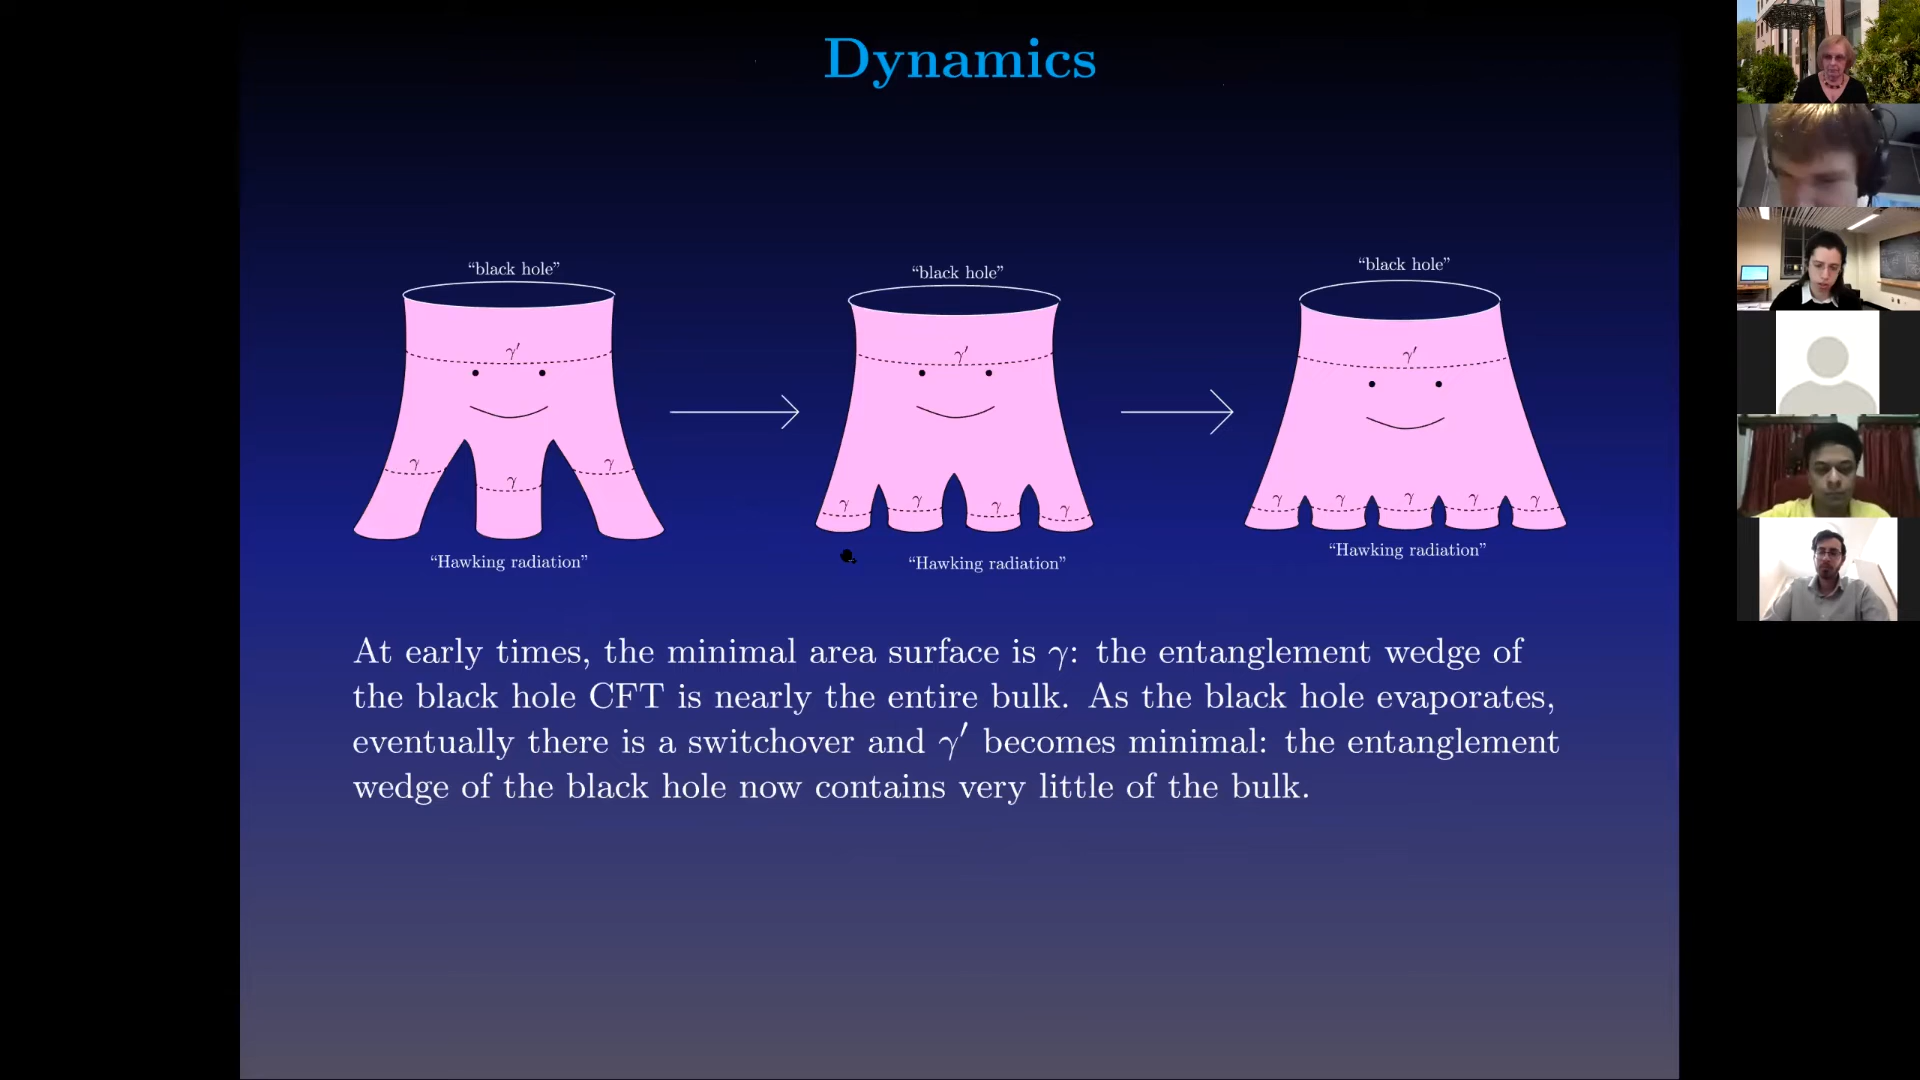 Dynamics
“black hole”
“black hole”
“black hole”
γ′
γ′
γ′
γ
γ
γ
γ
γ
γ
γ
γ
γ
γ
γ
γ
“Hawking radiation”
“Hawking radiation”
“Hawking radiation”
At early times, the minimal area surface is γ: the entanglement wedge of
the black hole CFT is nearly the entire bulk. As the black hole evaporates,
eventually there is a switchover and γ′ becomes minimal: the entanglement
wedge of the black hole now contains very little of the bulk.